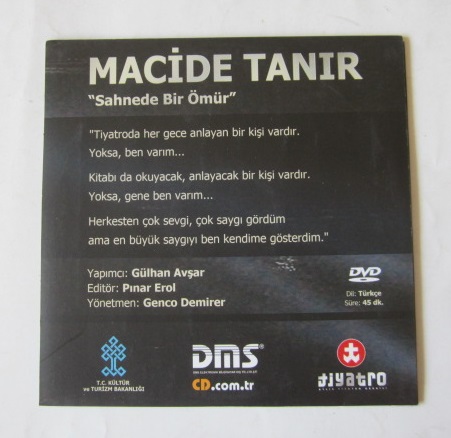 MACİDE TANIR
“Sahnede Bir Ömür”
"Tiyatroda her gece anlayan bir kişi vardır.
Yoksa, ben varım...
Kitabı da okuyacak, anlayacak bir kişi vardır.
Yoksa, gene ben varım...
Herkesten çok sevgi, çok saygı gördüm
ama en büyük saygıyı ben kendime gösterdim."
Yapımcı: Gülhan Avşar
Editör: Pınar Erol
Yönetmen: Genco Demirer
DVD
Dil: Türkçe
Süre: 45 dk.
T.C. KÜLTÜR
ve TURİZM BAKANLIĞI
DMS®
CD.com.tr
tiyatro